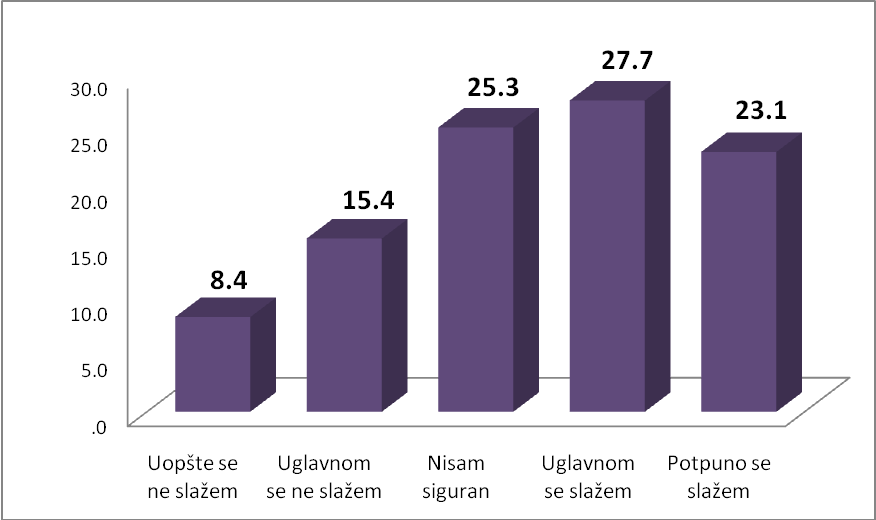 30.0
25.0
20.0
15.0
10.0
5.0
.0
8.4
15.4
25.3
27.7
23.1
Uopšte se
ne slažem
Uglavnom
se ne slažem
Nisam
siguran
Uglavnom
se slažem
Potpuno se
slažem